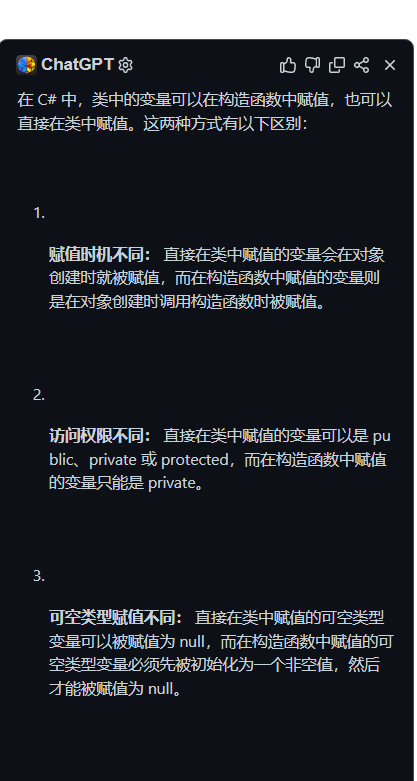 ChatGPT
在 C# 中，类中的变量可以在构造函数中赋值，也可以
直接在类中赋值。这两种方式有以下区别：
1.
赋值时机不同： 直接在类中赋值的变量会在对象
创建时就被赋值，而在构造函数中赋值的变量则
是在对象创建时调用构造函数时被赋值。
2.
访问权限不同： 直接在类中赋值的变量可以是 pu
blic、private 或 protected，而在构造函数中赋值
的变量只能是 private。
3.
可空类型赋值不同： 直接在类中赋值的可空类型
变量可以被赋值为 null，而在构造函数中赋值的可
空类型变量必须先被初始化为一个非空值，然后
才能被赋值为 null。